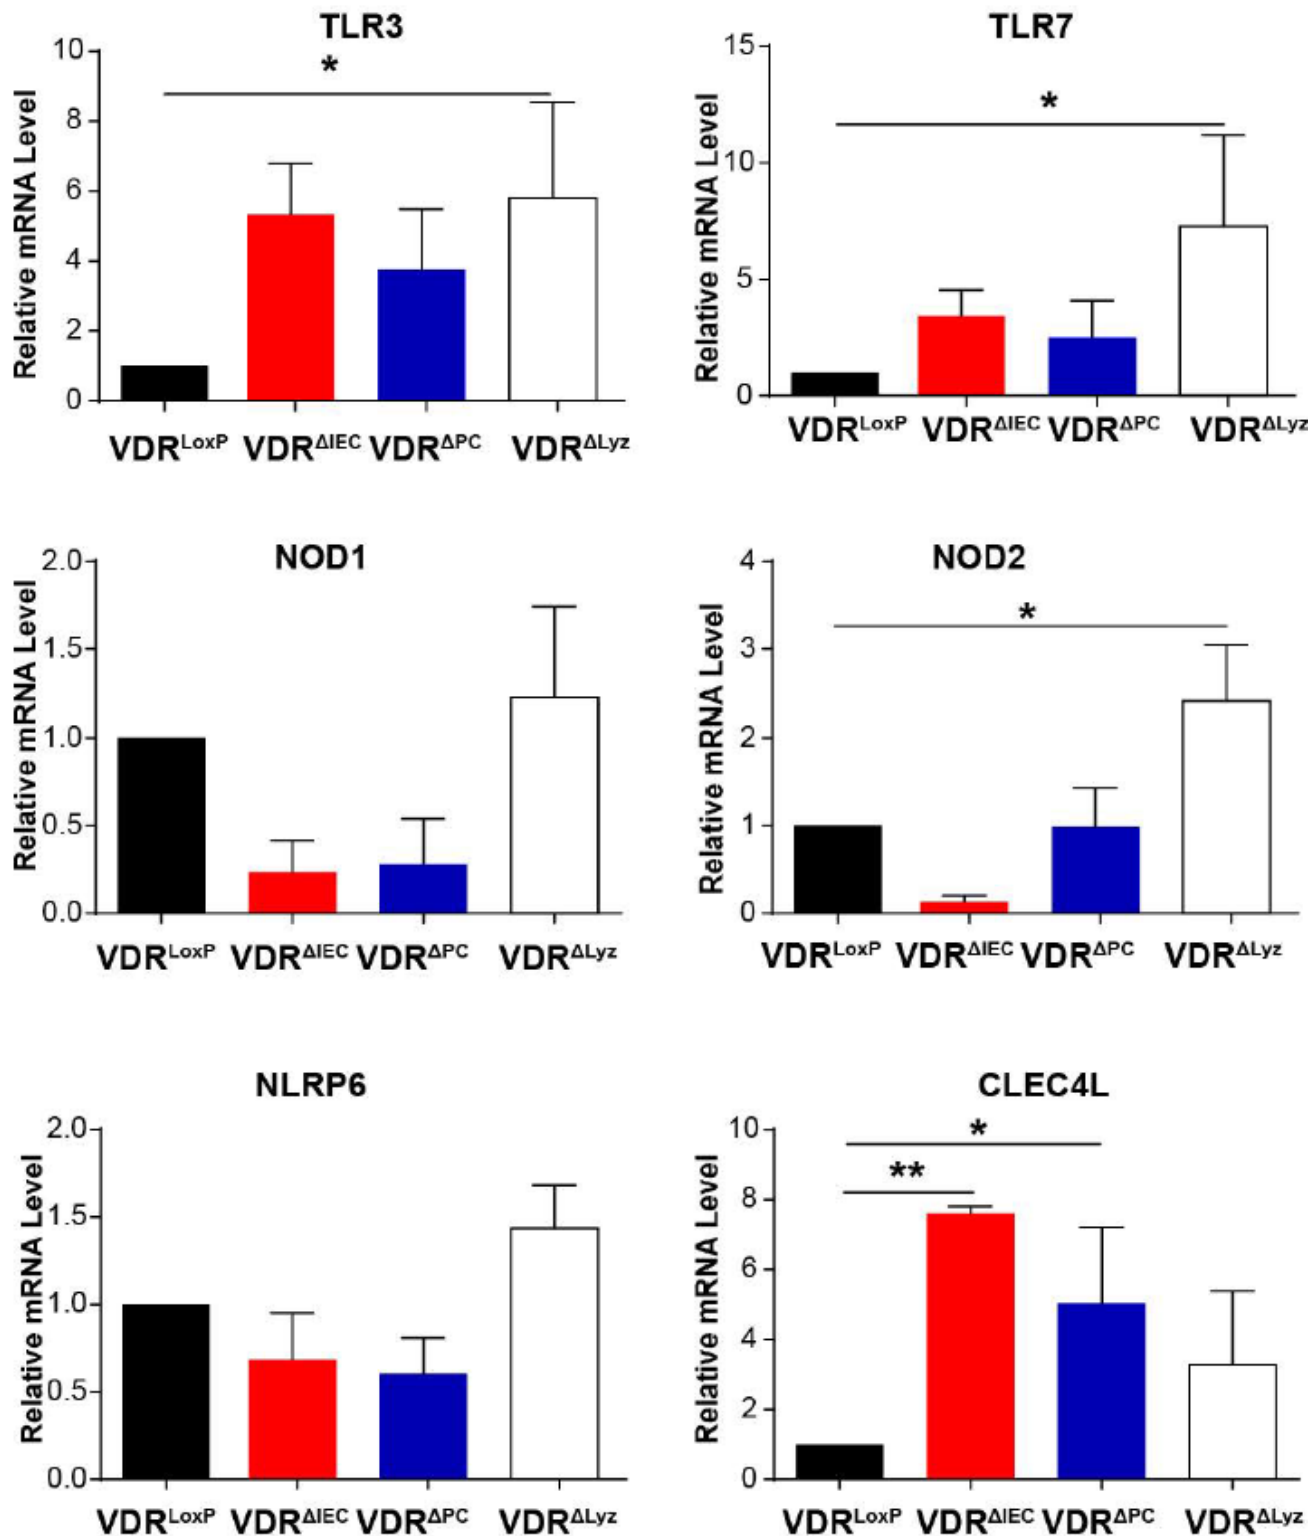 TLR3
*
Relative mRNA Level
10
8
6
4
2
0
VDR^LoxP VDR^ΔIEC VDR^ΔPC VDR^ΔLyz
TLR7
*
Relative mRNA Level
15
10
5
0
VDR^LoxP VDR^ΔIEC VDR^ΔPC VDR^ΔLyz
NOD1
Relative mRNA Level
2.0
1.5
1.0
0.5
0.0
VDR^LoxP VDR^ΔIEC VDR^ΔPC VDR^ΔLyz
NOD2
*
Relative mRNA Level
4
3
2
1
0
VDR^LoxP VDR^ΔIEC VDR^ΔPC VDR^ΔLyz
NLRP6
Relative mRNA Level
2.0
1.5
1.0
0.5
0.0
VDR^LoxP VDR^ΔIEC VDR^ΔPC VDR^ΔLyz
CLEC4L
*
**
Relative mRNA Level
10
8
6
4
2
0
VDR^LoxP VDR^ΔIEC VDR^ΔPC VDR^ΔLyz